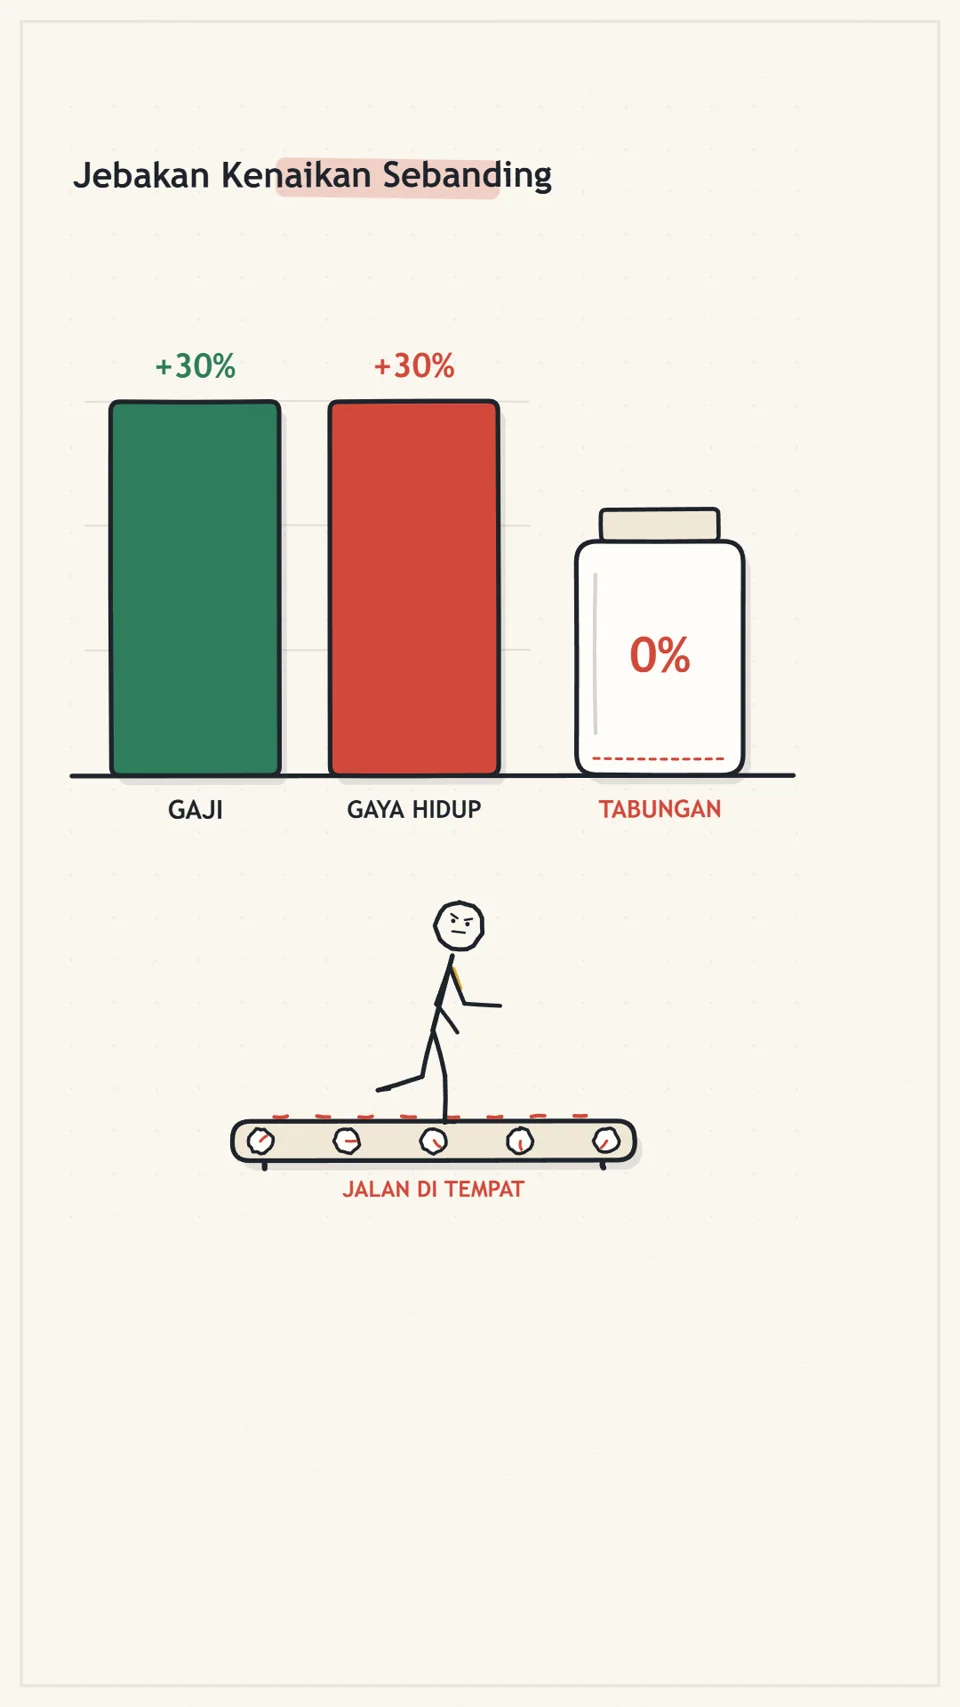 Jebakan Kenaikan Sebanding
+30%
+30%
0%
GAJI
GAYA HIDUP
TABUNGAN
JALAN DI TEMPAT